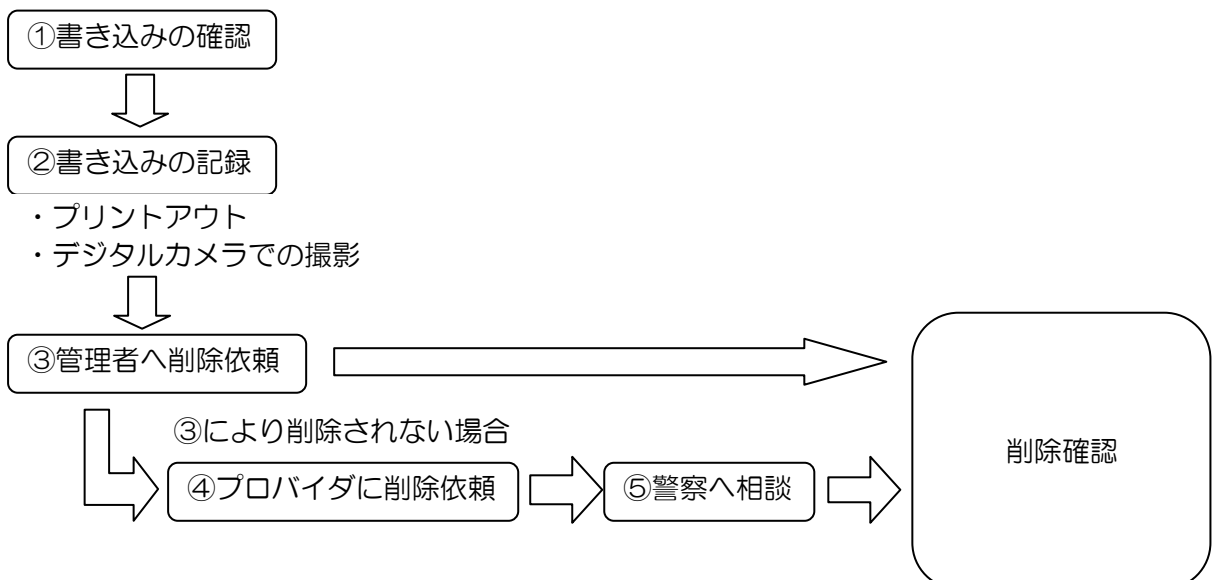 ①書き込みの確認
②書き込みの記録
・プリントアウト
・デジタルカメラでの撮影
③管理者へ削除依頼
③により削除されない場合
④プロバイダに削除依頼
⑤警察へ相談
削除確認